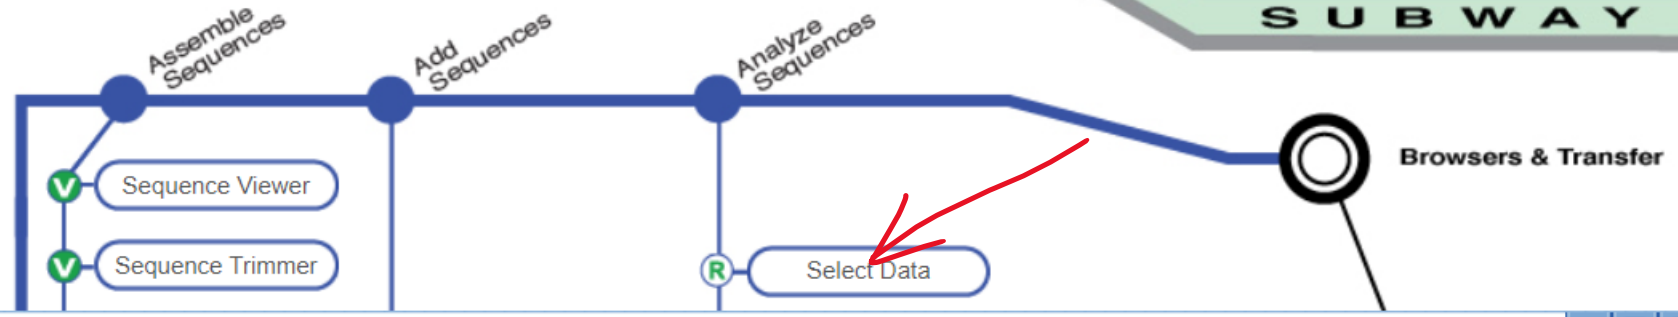 SUBWAY
Assemble
Sequences
Add
Sequences
Analyze
Sequences
Browsers & Transfer
V Sequence Viewer
V Sequence Trimmer
R Select Data